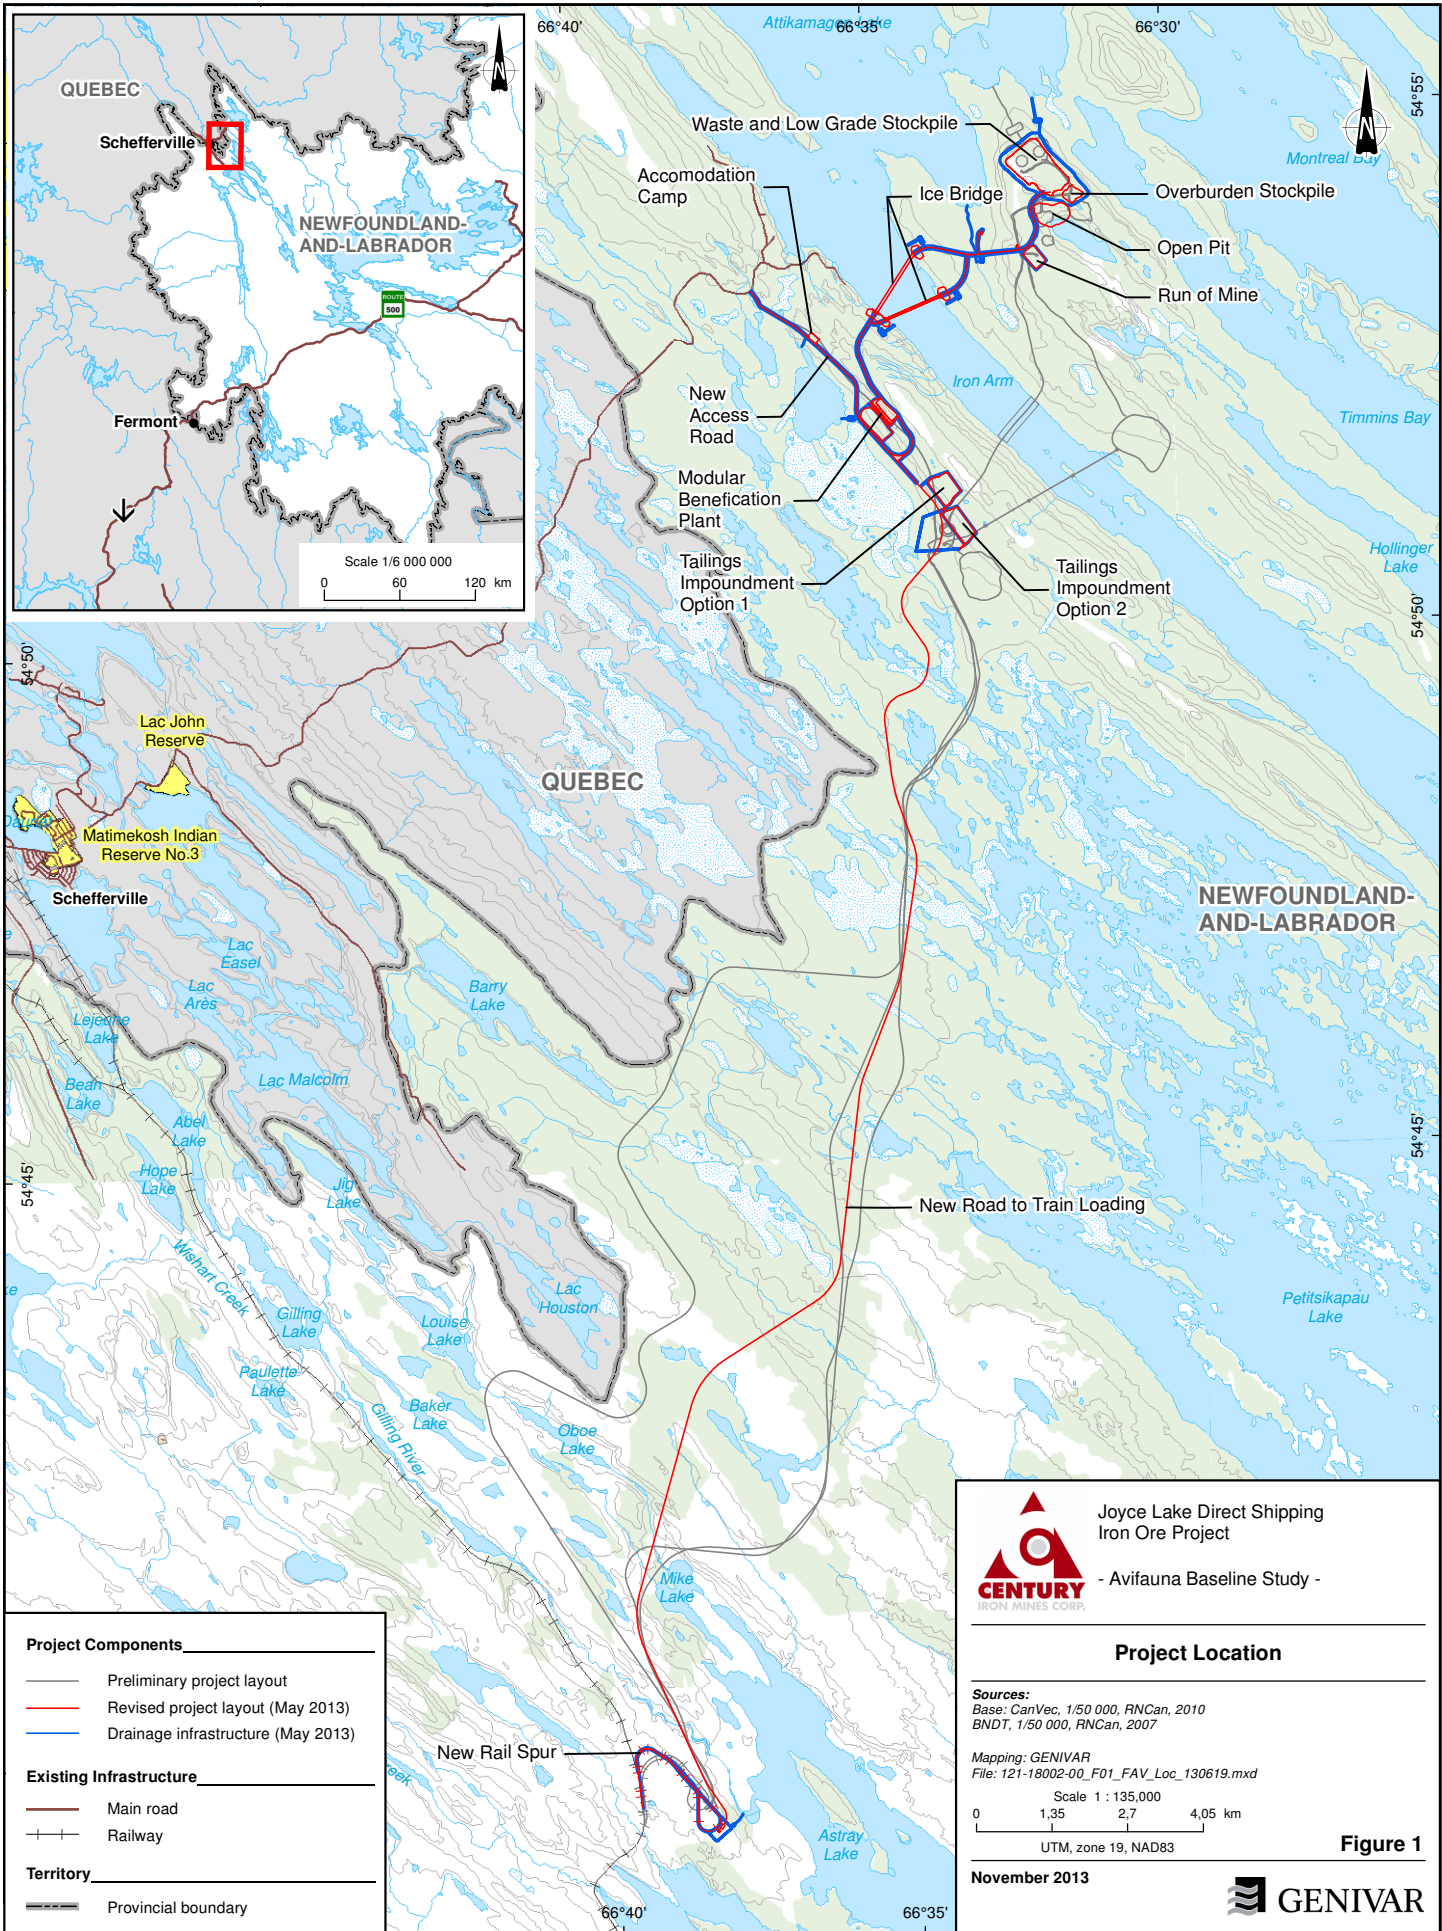 66°40'
Attikamagen Lake
66°35'
66°30'
54°55'
QUEBEC
N
Schefferville
NEWFOUNDLAND-
AND-LABRADOR
ROUTE
500
Fermont
Scale 1/6 000 000
0 60 120 km
Waste and Low Grade Stockpile
N
Montreal Bay
Accomodation
Camp
Ice Bridge
Overburden Stockpile
Open Pit
Run of Mine
Iron Arm
New
Access
Road
Timmins Bay
Modular
Benefication
Plant
Hollinger
Lake
Tailings
Impoundment
Option 1
Tailings
Impoundment
Option 2
54°50'
54°50'
Lac John
Reserve
QUEBEC
Matimekosh Indian
Reserve No.3
Schefferville
NEWFOUNDLAND-
AND-LABRADOR
Lac
Easel
Lac
Arès
Barry
Lake
Lejeune
Lake
Bean
Lake
Lac Malcolm
Abel
Lake
Hope
Lake
Jig
Lake
54°45'
54°45'
New Road to Train Loading
Wishart Creek
Gilling
Lake
Louise
Lake
Lac
Houston
Petitsikapau
Lake
Paulette
Lake
Baker
Lake
Gilling River
Oboe
Lake
Mike
Lake
New Rail Spur
reek
Astray
Lake
66°40'
66°35'
Project Components
Preliminary project layout
Revised project layout (May 2013)
Drainage infrastructure (May 2013)
Existing Infrastructure
Main road
Railway
Territory
Provincial boundary
CENTURY
IRON MINES CORP.
Joyce Lake Direct Shipping
Iron Ore Project
- Avifauna Baseline Study -
Project Location
Sources:
Base: CanVec, 1/50 000, RNCan, 2010
BNDT, 1/50 000, RNCan, 2007
Mapping: GENIVAR
File: 121-18002-00_F01_FAV_Loc_130619.mxd
Scale 1 : 135,000
0 1,35 2,7 4,05 km
UTM, zone 19, NAD83
Figure 1
November 2013
GENIVAR